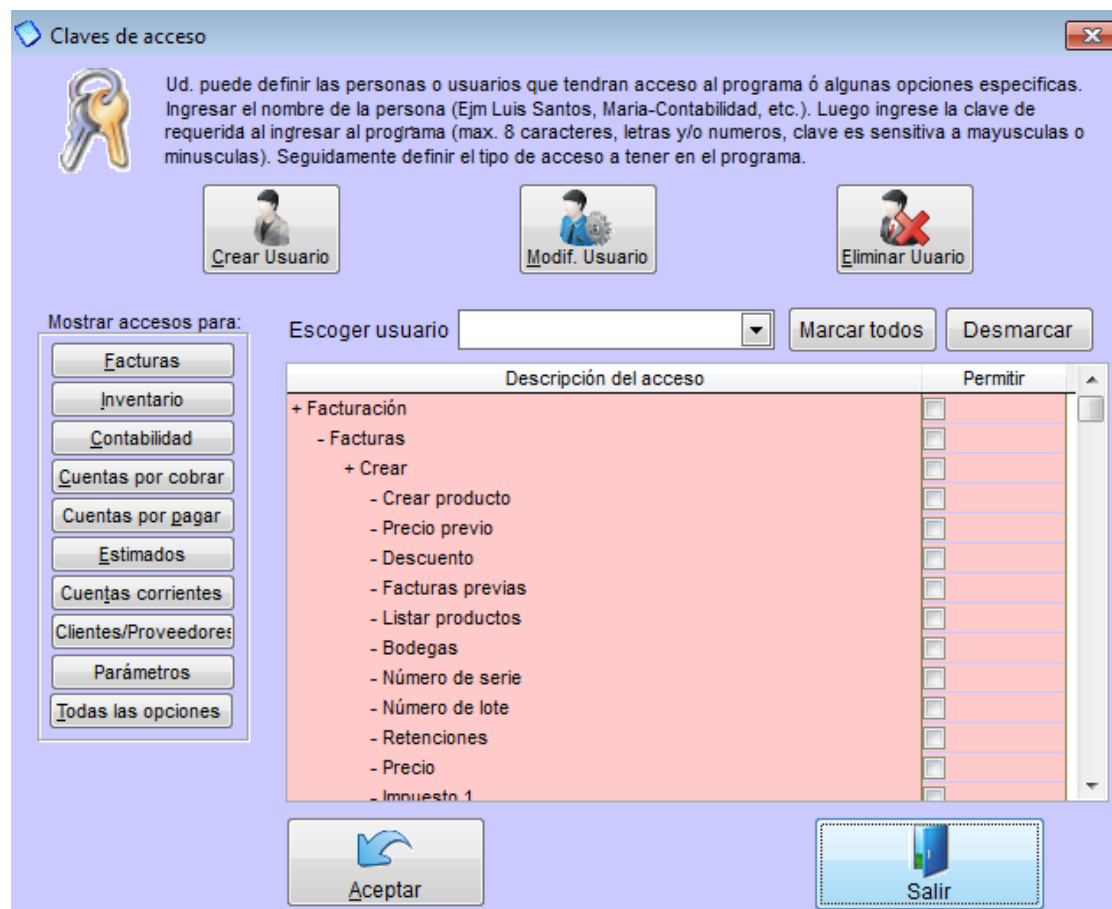 Claves de acceso
Ud. puede definir las personas o usuarios que tendran acceso al programa ó algunas opciones especificas.
Ingresar el nombre de la persona (Ejm Luis Santos, Maria-Contabilidad, etc.). Luego ingrese la clave de
requerida al ingresar al programa (max. 8 caracteres, letras y/o numeros, clave es sensitiva a mayusculas o
minusculas). Seguidamente definir el tipo de acceso a tener en el programa.
Crear Usuario
Modif. Usuario
Eliminar Uuario
Mostrar accesos para:
Facturas
Inventario
Contabilidad
Cuentas por cobrar
Cuentas por pagar
Estimados
Cuentas corrientes
Clientes/Proveedores
Parámetros
Todas las opciones
Escoger usuario
Marcar todos
Desmarcar
Descripción del acceso Permitir
+ Facturación
- Facturas
+ Crear
- Crear producto
- Precio previo
- Descuento
- Facturas previas
- Listar productos
- Bodegas
- Número de serie
- Número de lote
- Retenciones
- Precio
- Impuesto 1
Aceptar
Salir